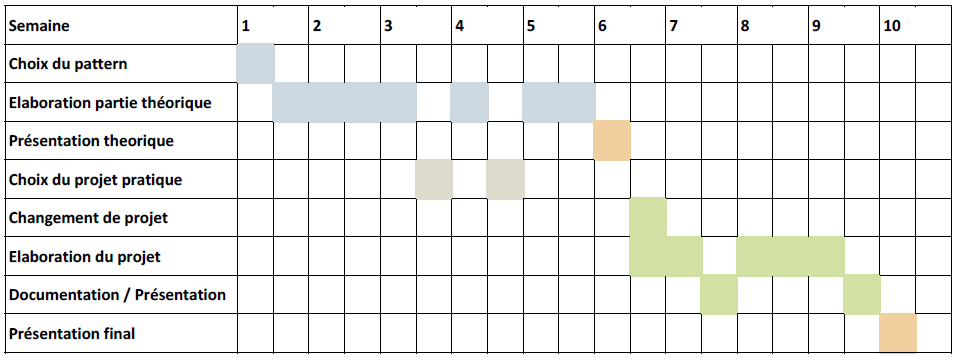 Semaine 1 2 3 4 5 6 7 8 9 10
Choix du pattern
Elaboration partie théorique
Présentation theorique
Choix du projet pratique
Changement de projet
Elaboration du projet
Documentation / Présentation
Présentation final